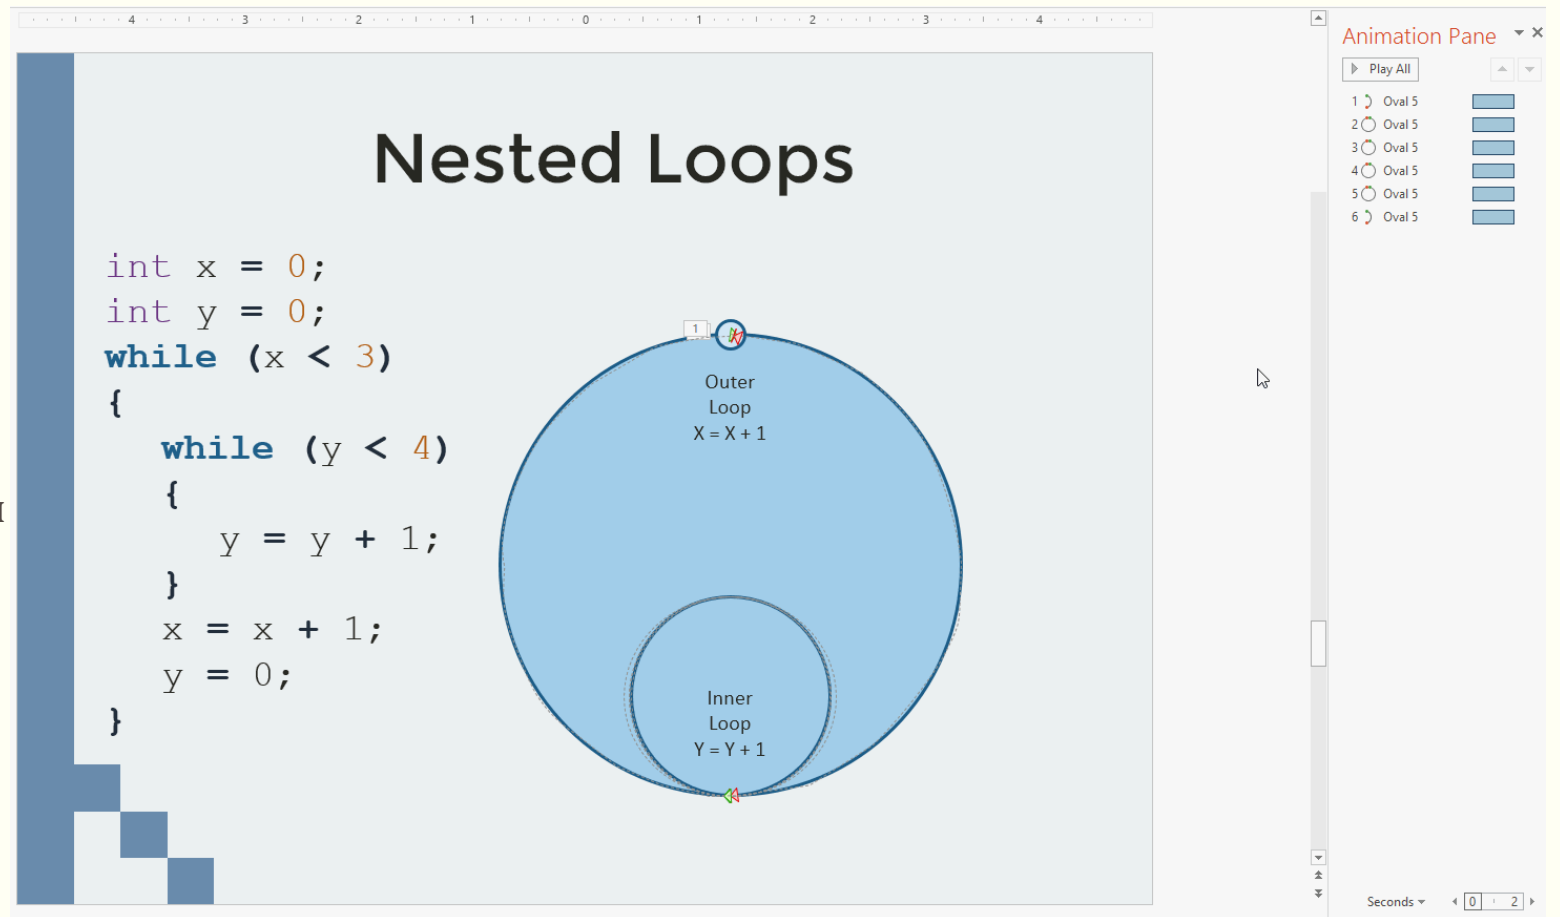 4 3 2 1 0 1 2 3 4
Animation Pane
Play All
1 Oval 5
2 Oval 5
3 Oval 5
4 Oval 5
5 Oval 5
6 Oval 5
Nested Loops
int x = 0;
int y = 0;
while (x < 3)
{
while (y < 4)
{
y = y + 1;
}
x = x + 1;
y = 0;
}
1
Outer
Loop
X = X + 1
Inner
Loop
Y = Y + 1
Seconds
0 2